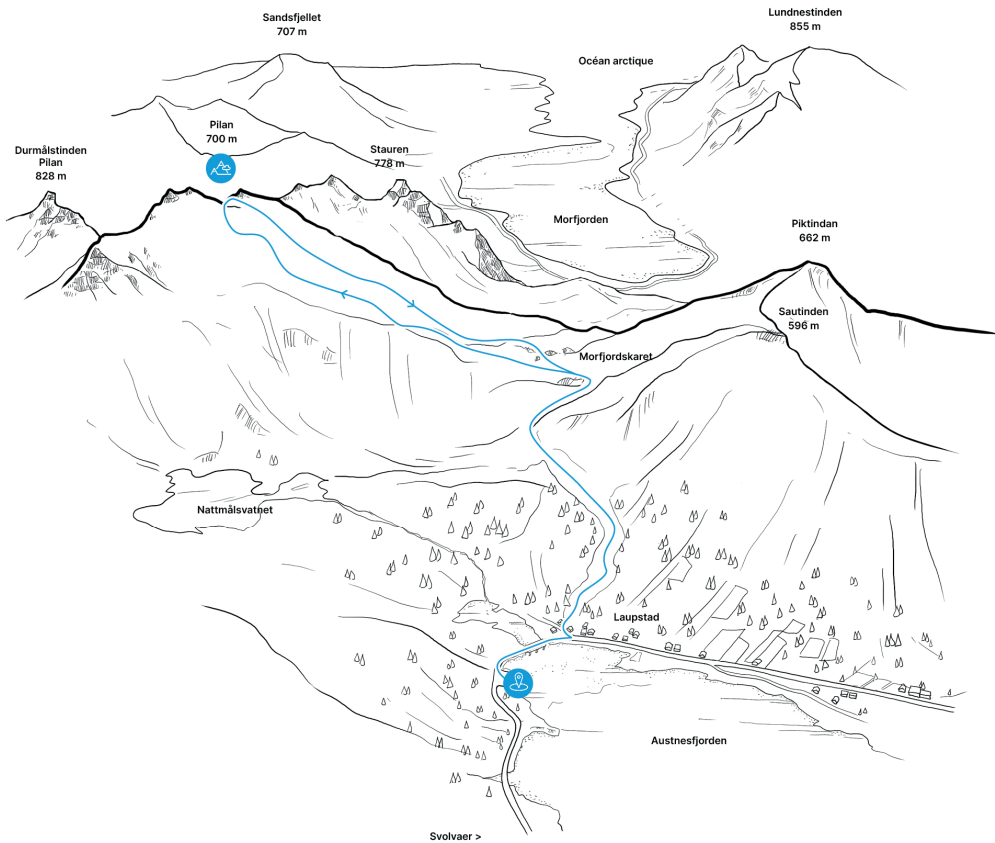 Sandsfjellet
707 m
Lundnestinden
855 m
Océan arctique
Pilan
700 m
Stauren
778 m
Durmålstinden
Pilan
828 m
Morfjorden
Piktindan
662 m
Sautinden
596 m
Morfjordskaret
Nattmålsvatnet
Laupstad
Austnesfjorden
Svolvaer >